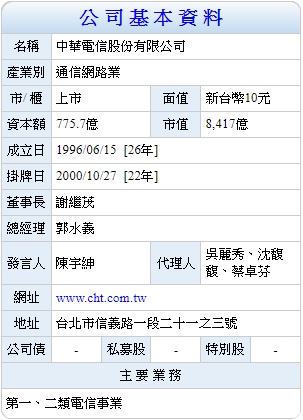 公司基本資料
名稱 中華電信股份有限公司
產業別 通信網路業
市/櫃 上市 面值 新台幣10元
資本額 775.7億 市值 8,417億
成立日 1996/06/15 [26年]
掛牌日 2000/10/27 [22年]
董事長 謝繼茂
總經理 郭水義
發言人 陳宇紳 代理人 吳麗秀、沈馥
馥、蔡卓芬
網址 www.cht.com.tw
地址 台北市信義路一段二十一之三號
公司債 - 私募股 - 特別股 -
主要業務
第一、二類電信事業